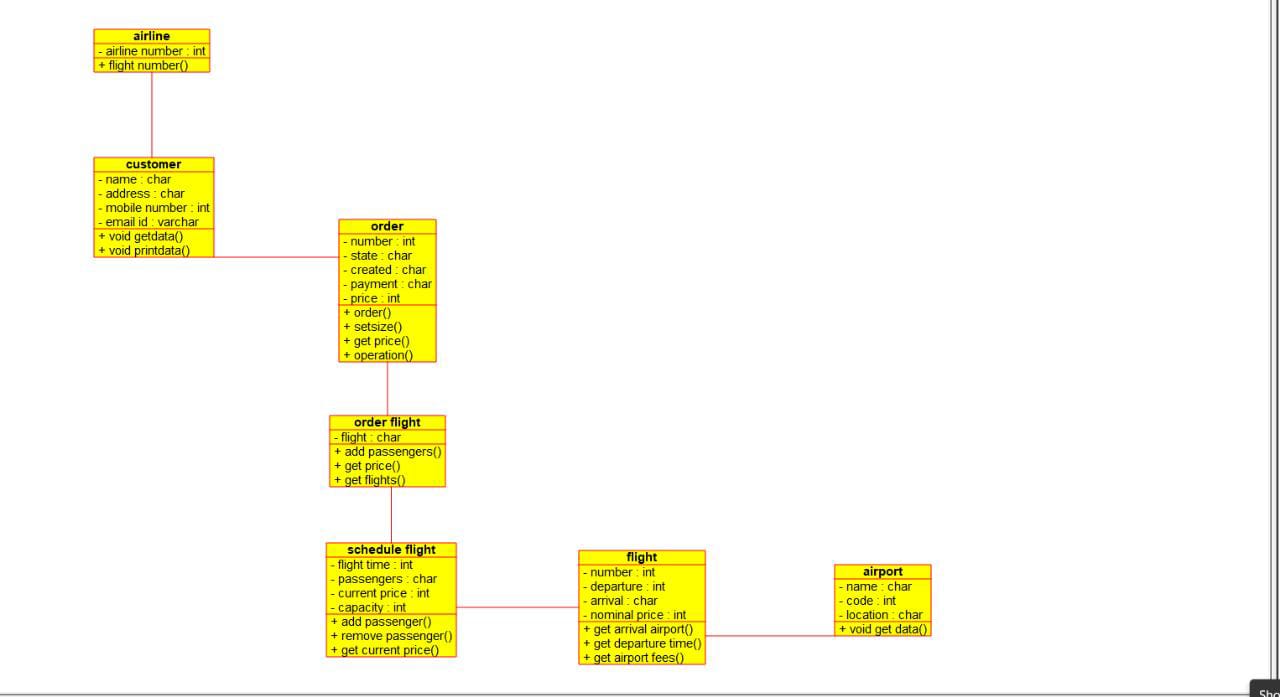 airline
- airline number : int
+ flight number()
customer
- name : char
- address : char
- mobile number : int
- email id : varchar
+ void getdata()
+ void printdata()
order
- number : int
- state : char
- created : char
- payment : char
- price : int
+ order()
+ setsize()
+ get price()
+ operation()
order flight
- flight : char
+ add passengers()
+ get price()
+ get flights()
schedule flight
- flight time : int
- passengers : char
- current price : int
- capacity : int
+ add passenger()
+ remove passenger()
+ get current price()
flight
- number : int
- departure : int
- arrival : char
- nominal price : int
+ get arrival airport()
+ get departure time()
+ get airport fees()
airport
- name : char
- code : int
- location : char
+ void get data()
Sho